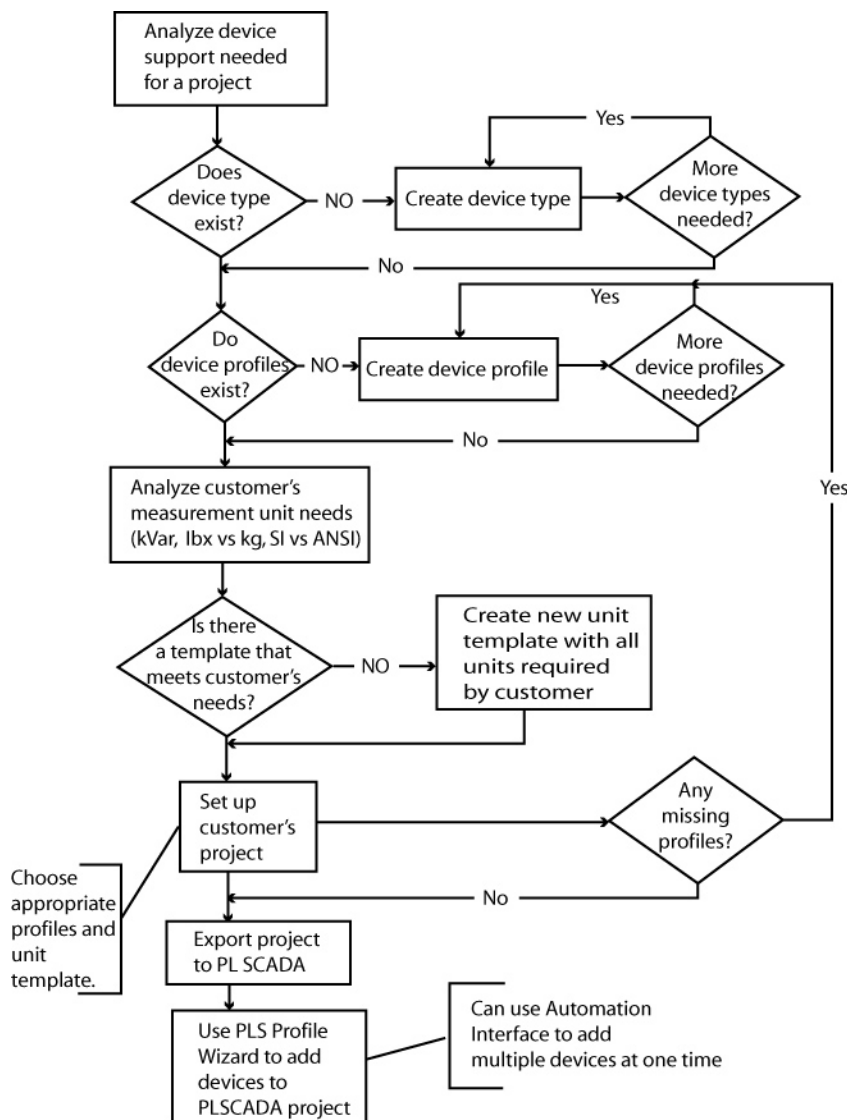 Analyze device
support needed
for a project
Yes
Does
device type
exist?
NO
Create device type
More
device types
needed?
No
Yes
Do
device profiles
exist?
NO
Create device profile
More
device profiles
needed?
No
Yes
Analyze customer's
measurement unit needs
(kVar, Ibx vs kg, SI vs ANSI)
Is there
a template that
meets customer's
needs?
NO
Create new unit
template with all
units required
by customer
Set up
customer's
project
Any
missing
profiles?
No
Choose
appropriate
profiles and
unit
template.
Export project
to PL SCADA
Use PLS Profile
Wizard to add
devices to
PLSCADA project
Can use Automation
Interface to add
multiple devices at one time